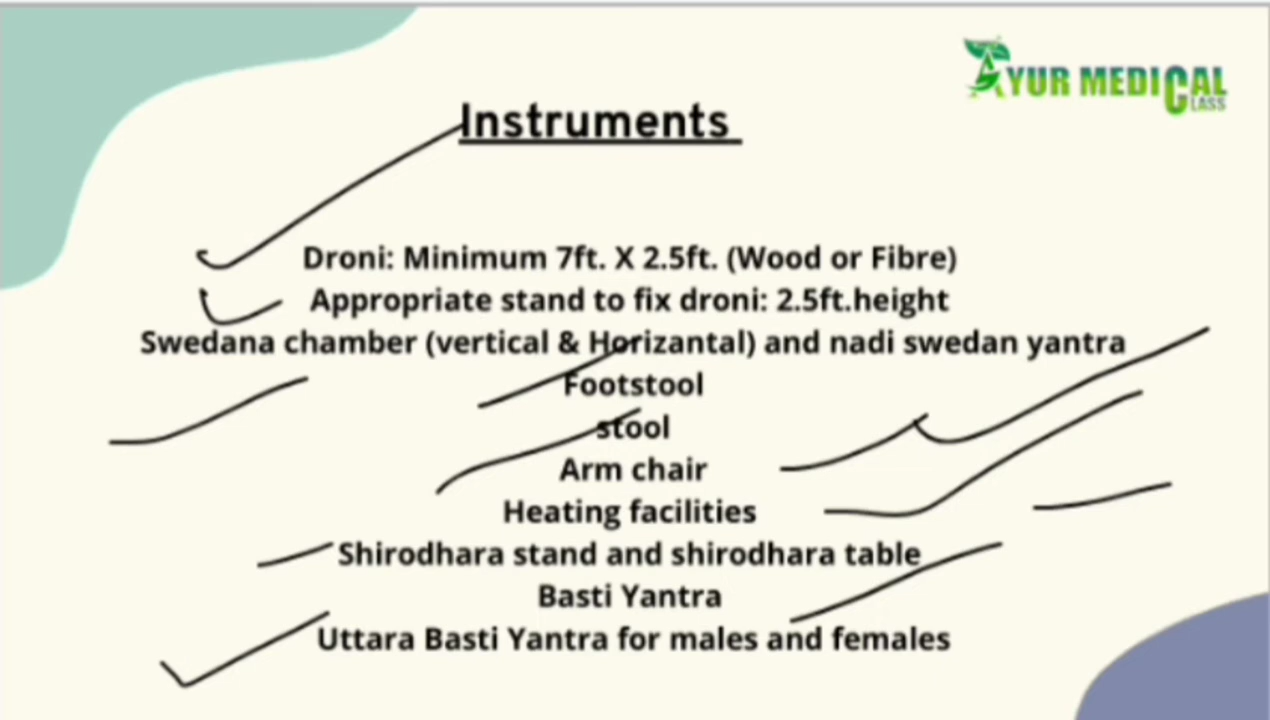 AYUR MEDICAL
CLASS
Instruments
Droni: Minimum 7ft. X 2.5ft. (Wood or Fibre)
Appropriate stand to fix droni: 2.5ft.height
Swedana chamber (vertical & Horizantal) and nadi swedan yantra
Footstool
stool
Arm chair
Heating facilities
Shirodhara stand and shirodhara table
Basti Yantra
Uttara Basti Yantra for males and females